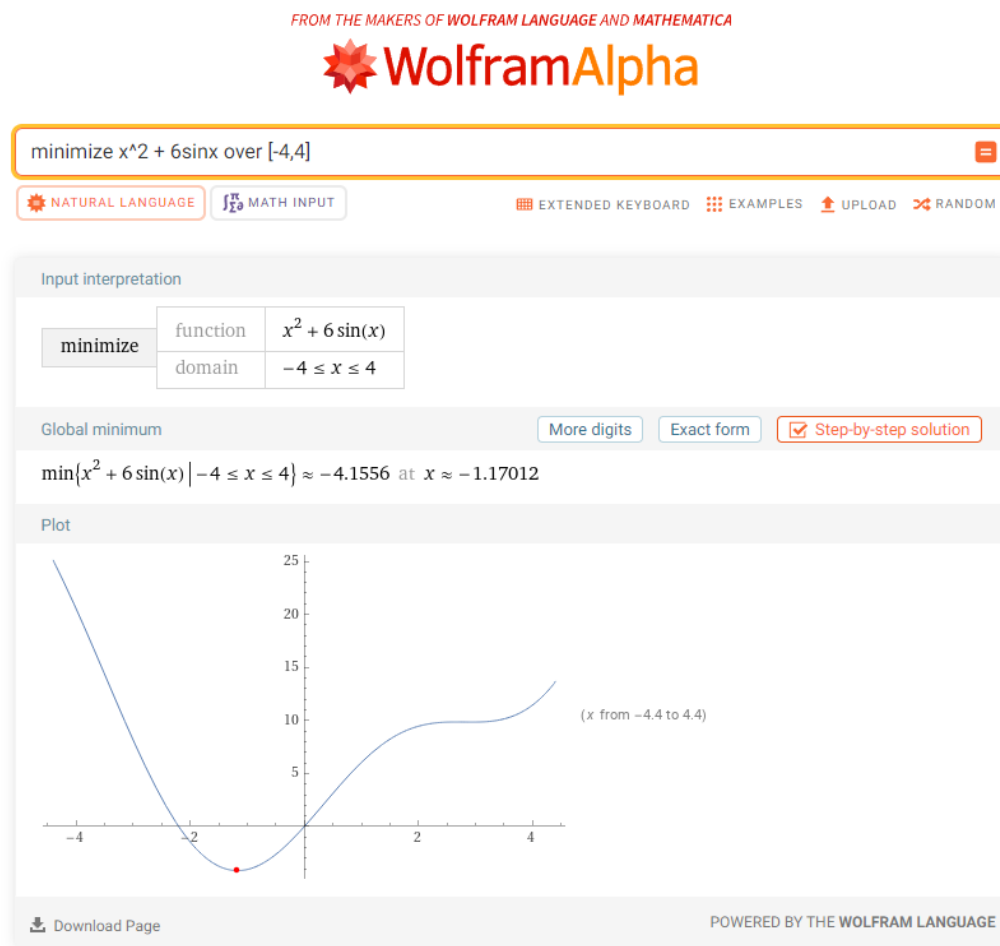 FROM THE MAKERS OF WOLFRAM LANGUAGE AND MATHEMATICA
WolframAlpha
minimize x^2 + 6sinx over [-4,4]
=
NATURAL LANGUAGE
∫Σ∂π MATH INPUT
EXTENDED KEYBOARD
EXAMPLES
UPLOAD
RANDOM
Input interpretation
minimize
function x² + 6 sin(x)
domain −4 ≤ x ≤ 4
Global minimum
More digits
Exact form
Step-by-step solution
min{x² + 6 sin(x) | −4 ≤ x ≤ 4} ≈ −4.1556 at x ≈ −1.17012
Plot
25
20
15
10
5
(x from −4.4 to 4.4)
−4 −2 2 4
Download Page
POWERED BY THE WOLFRAM LANGUAGE